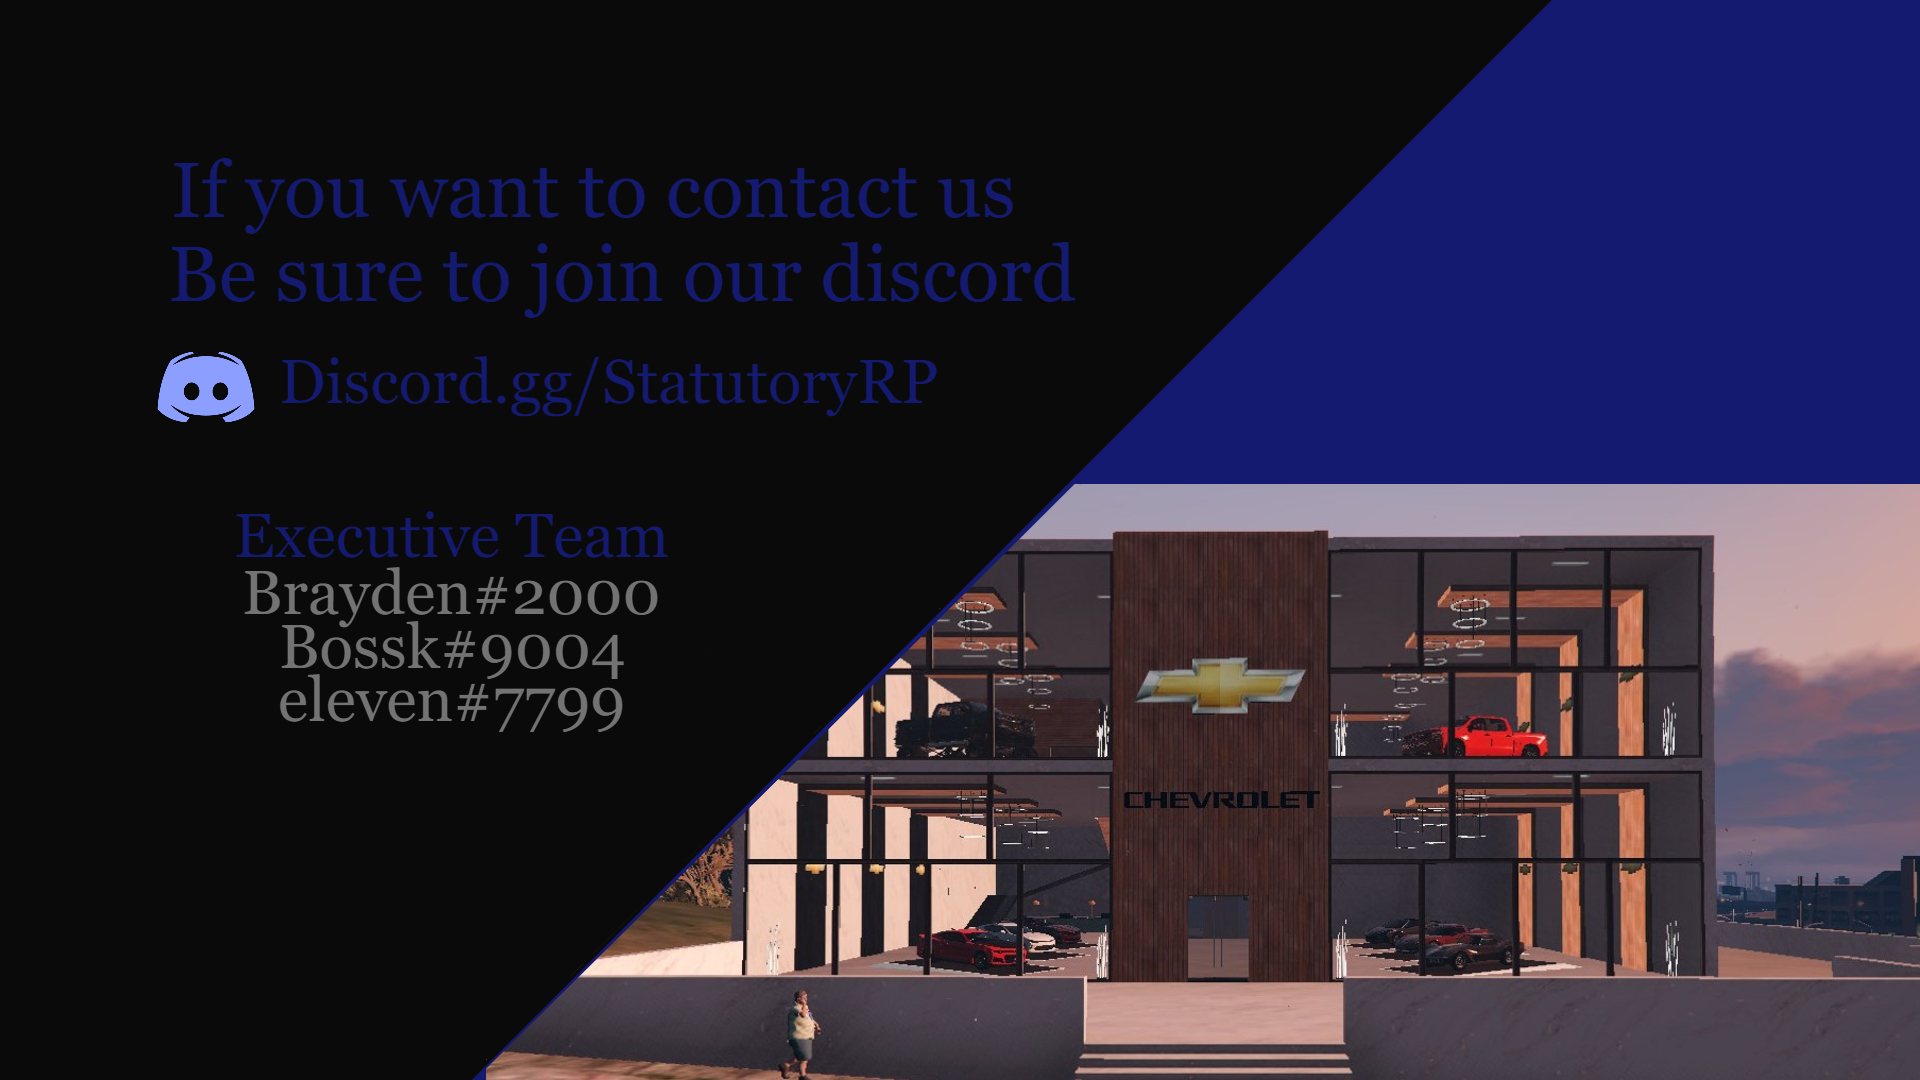 If you want to contact us
Be sure to join our discord
Discord.gg/StatutoryRP
Executive Team
Brayden#2000
Bossk#9004
eleven#7799
CHEVROLET